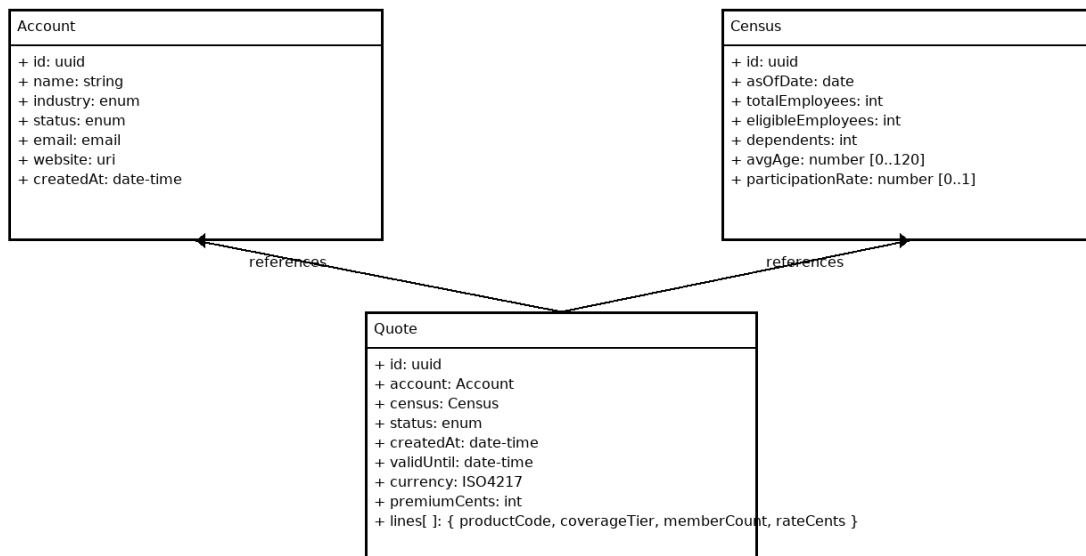 Account
+ id: uuid
+ name: string
+ industry: enum
+ status: enum
+ email: email
+ website: uri
+ createdAt: date-time
Census
+ id: uuid
+ asOfDate: date
+ totalEmployees: int
+ eligibleEmployees: int
+ dependents: int
+ avgAge: number [0..120]
+ participationRate: number [0..1]
references
references
Quote
+ id: uuid
+ account: Account
+ census: Census
+ status: enum
+ createdAt: date-time
+ validUntil: date-time
+ currency: ISO4217
+ premiumCents: int
+ lines[ ]: { productCode, coverageTier, memberCount, rateCents }